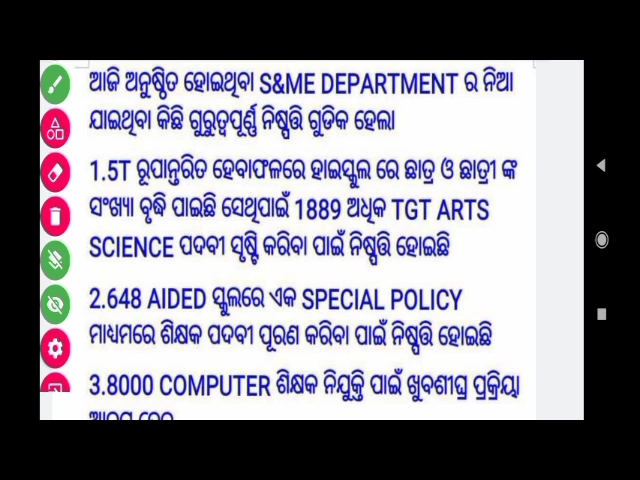 ଆଜି ଅନୁଷ୍ଠିତ ହୋଇଥିବା S&ME DEPARTMENT ର ନିଆ
ଯାଇଥିବା କିଛି ଗୁରୁତ୍ୱପୂର୍ଣ୍ଣ ନିଷ୍ପତ୍ତି ଗୁଡିକ ହେଲା
1.5T ରୂପାନ୍ତରିତ ହେବାଫଳରେ ହାଇସ୍କୁଲ ରେ ଛାତ୍ର ଓ ଛାତ୍ରୀ ଙ୍କ
ସଂଖ୍ୟା ବୃଦ୍ଧି ପାଇଛି ସେଥିପାଇଁ 1889 ଅଧିକ TGT ARTS
SCIENCE ପଦବୀ ସୃଷ୍ଟି କରିବା ପାଇଁ ନିଷ୍ପତ୍ତି ହୋଇଛି
2.648 AIDED ସ୍କୁଲରେ ଏକ SPECIAL POLICY
ମାଧ୍ୟମରେ ଶିକ୍ଷକ ପଦବୀ ପୂରଣ କରିବା ପାଇଁ ନିଷ୍ପତ୍ତି ହୋଇଛି
3.8000 COMPUTER ଶିକ୍ଷକ ନିଯୁକ୍ତି ପାଇଁ ଖୁବଶୀଘ୍ର ପ୍ରକ୍ରିୟା